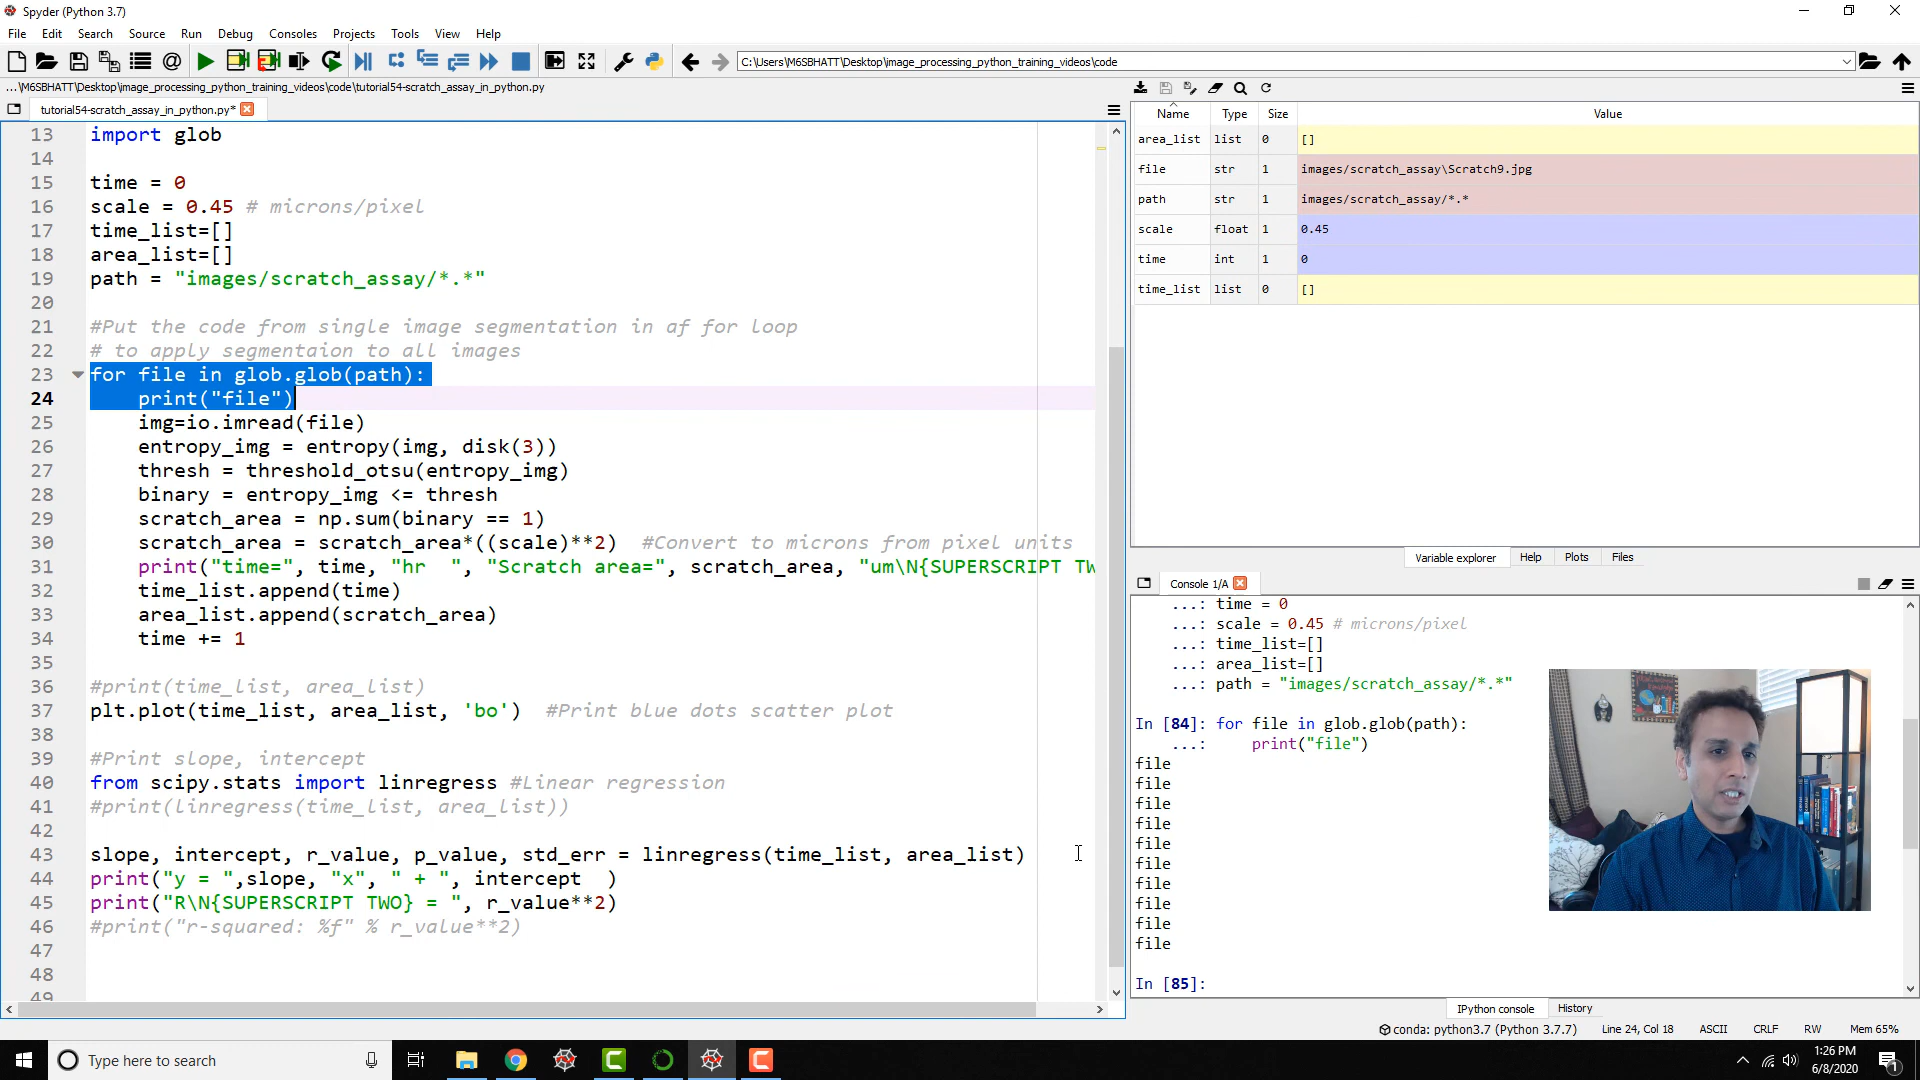 Spyder (Python 3.7)
File Edit Search Source Run Debug Consoles Projects Tools View Help
C:\Users\M6SBHATT\Desktop\image_processing_python_training_videos\code
...\M6SBHATT\Desktop\image_processing_python_training_videos\code\tutorial54-scratch_assay_in_python.py
tutorial54-scratch_assay_in_python.py*
13 import glob
14
15 time = 0
16 scale = 0.45 # microns/pixel
17 time_list=[]
18 area_list=[]
19 path = "images/scratch_assay/*.*"
20
21 #Put the code from single image segmentation in af for loop
22 # to apply segmentaion to all images
23 for file in glob.glob(path):
24 print("file")
25 img=io.imread(file)
26 entropy_img = entropy(img, disk(3))
27 thresh = threshold_otsu(entropy_img)
28 binary = entropy_img <= thresh
29 scratch_area = np.sum(binary == 1)
30 scratch_area = scratch_area*((scale)**2) #Convert to microns from pixel units
31 print("time=", time, "hr ", "Scratch area=", scratch_area, "um\N{SUPERSCRIPT TW
32 time_list.append(time)
33 area_list.append(scratch_area)
34 time += 1
35
36 #print(time_list, area_list)
37 plt.plot(time_list, area_list, 'bo') #Print blue dots scatter plot
38
39 #Print slope, intercept
40 from scipy.stats import linregress #Linear regression
41 #print(linregress(time_list, area_list))
42
43 slope, intercept, r_value, p_value, std_err = linregress(time_list, area_list)
44 print("y = ",slope, "x", " + ", intercept )
45 print("R\N{SUPERSCRIPT TWO} = ", r_value**2)
46 #print("r-squared: %f" % r_value**2)
47
48
49
Name Type Size Value
area_list list 0 []
file str 1 images/scratch_assay\Scratch9.jpg
path str 1 images/scratch_assay/*.*
scale float 1 0.45
time int 1 0
time_list list 0 []
Variable explorer Help Plots Files
Console 1/A
...: time = 0
...: scale = 0.45 # microns/pixel
...: time_list=[]
...: area_list=[]
...: path = "images/scratch_assay/*.*"
In [84]: for file in glob.glob(path):
...: print("file")
file
file
file
file
file
file
file
file
file
file
In [85]:
IPython console History
conda: python3.7 (Python 3.7.7) Line 24, Col 18 ASCII CRLF RW Mem 65%
Type here to search
1:26 PM
6/8/2020
1